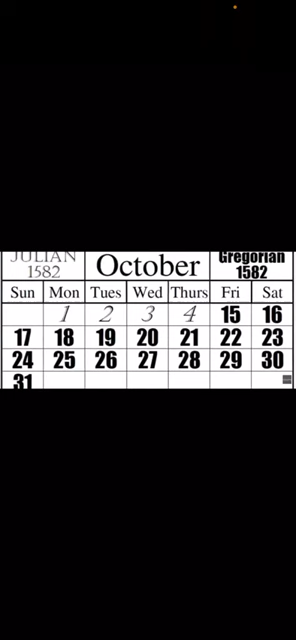 JULIAN 1582 October Gregorian 1582
Sun Mon Tues Wed Thurs Fri Sat
1 2 3 4 15 16
17 18 19 20 21 22 23
24 25 26 27 28 29 30
31